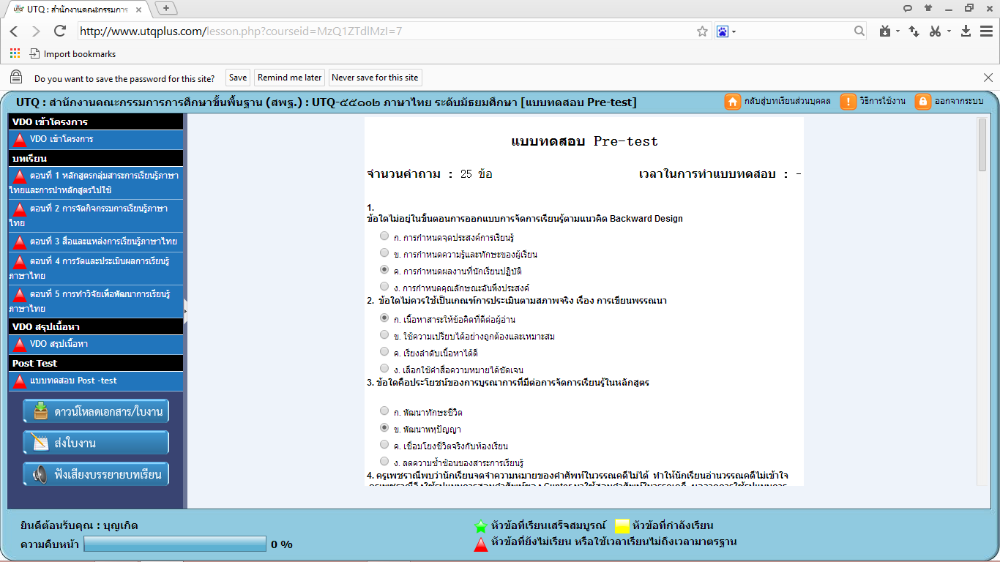 UTQ : สำนักงานคณะกรรมการ
http://www.utqplus.com/lesson.php?courseid=MzQ1ZTdlMzI=7
Import bookmarks
Do you want to save the password for this site?
Save
Remind me later
Never save for this site
UTQ : สำนักงานคณะกรรมการการศึกษาขั้นพื้นฐาน (สพฐ.) : UTQ-๕๕๑๐๒ ภาษาไทย ระดับมัธยมศึกษา [แบบทดสอบ Pre-test]
กลับสู่บทเรียนส่วนบุคคล
วิธีการใช้งาน
ออกจากระบบ
VDO เข้าโครงการ
VDO เข้าโครงการ
บทเรียน
ตอนที่ 1 หลักสูตรกลุ่มสาระการเรียนรู้ภาษา
ไทยและการนำหลักสูตรไปใช้
ตอนที่ 2 การจัดกิจกรรมการเรียนรู้ภาษา
ไทย
ตอนที่ 3 สื่อและแหล่งการเรียนรู้ภาษาไทย
ตอนที่ 4 การวัดและประเมินผลการเรียนรู้
ภาษาไทย
ตอนที่ 5 การทำวิจัยเพื่อพัฒนาการเรียนรู้
ภาษาไทย
VDO สรุปเนื้อหา
VDO สรุปเนื้อหา
Post Test
แบบทดสอบ Post -test
ดาวน์โหลดเอกสาร/ใบงาน
ส่งใบงาน
ฟังเสียงบรรยายบทเรียน
แบบทดสอบ Pre-test
จำนวนคำถาม : 25 ข้อ
เวลาในการทำแบบทดสอบ : -
1.
ข้อใดไม่อยู่ในขั้นตอนการออกแบบการจัดการเรียนรู้ตามแนวคิด Backward Design
ก. การกำหนดจุดประสงค์การเรียนรู้
ข. การกำหนดความรู้และทักษะของผู้เรียน
ค. การกำหนดผลงานที่นักเรียนปฏิบัติ
ง. การกำหนดคุณลักษณะอันพึงประสงค์
2. ข้อใดไม่ควรใช้เป็นเกณฑ์การประเมินตามสภาพจริง เรื่อง การเขียนพรรณนา
ก. เนื้อหาสาระให้ข้อคิดที่ดีต่อผู้อ่าน
ข. ใช้ความเปรียบได้อย่างถูกต้องและเหมาะสม
ค. เรียงลำดับเนื้อหาได้ดี
ง. เลือกใช้คำสื่อความหมายได้ชัดเจน
3. ข้อใดคือประโยชน์ของการบูรณาการที่มีต่อการจัดการเรียนรู้ในหลักสูตร
ก. พัฒนาทักษะชีวิต
ข. พัฒนาพหุปัญญา
ค. เชื่อมโยงชีวิตจริงกับห้องเรียน
ง. ลดความซ้ำซ้อนของสาระการเรียนรู้
4. ครูเพชราณีพบว่านักเรียนจดจำความหมายของคำศัพท์ในวรรณคดีไม่ได้ ทำให้นักเรียนอ่านวรรณคดีไม่เข้าใจ
ยินดีต้อนรับคุณ : บุญเกิด
ความคืบหน้า
0 %
หัวข้อที่เรียนเสร็จสมบูรณ์
หัวข้อที่กำลังเรียน
หัวข้อที่ยังไม่เรียน หรือใช้เวลาเรียนไม่ถึงเวลามาตรฐาน